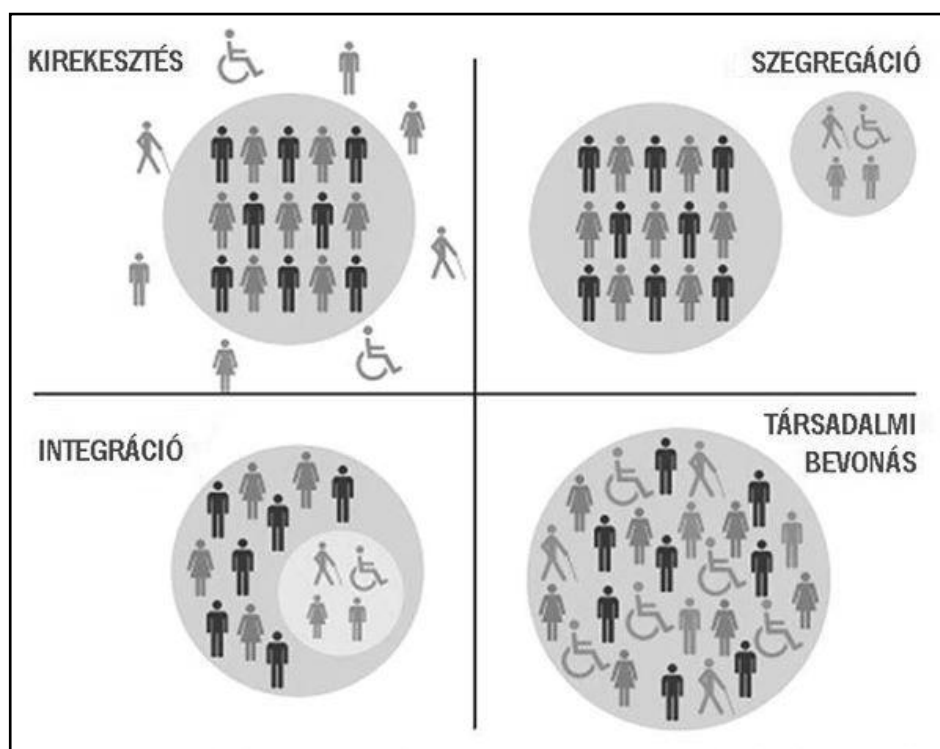 KIREKESZTÉS
SZEGREGÁCIÓ
INTEGRÁCIÓ
TÁRSADALMI
BEVONÁS